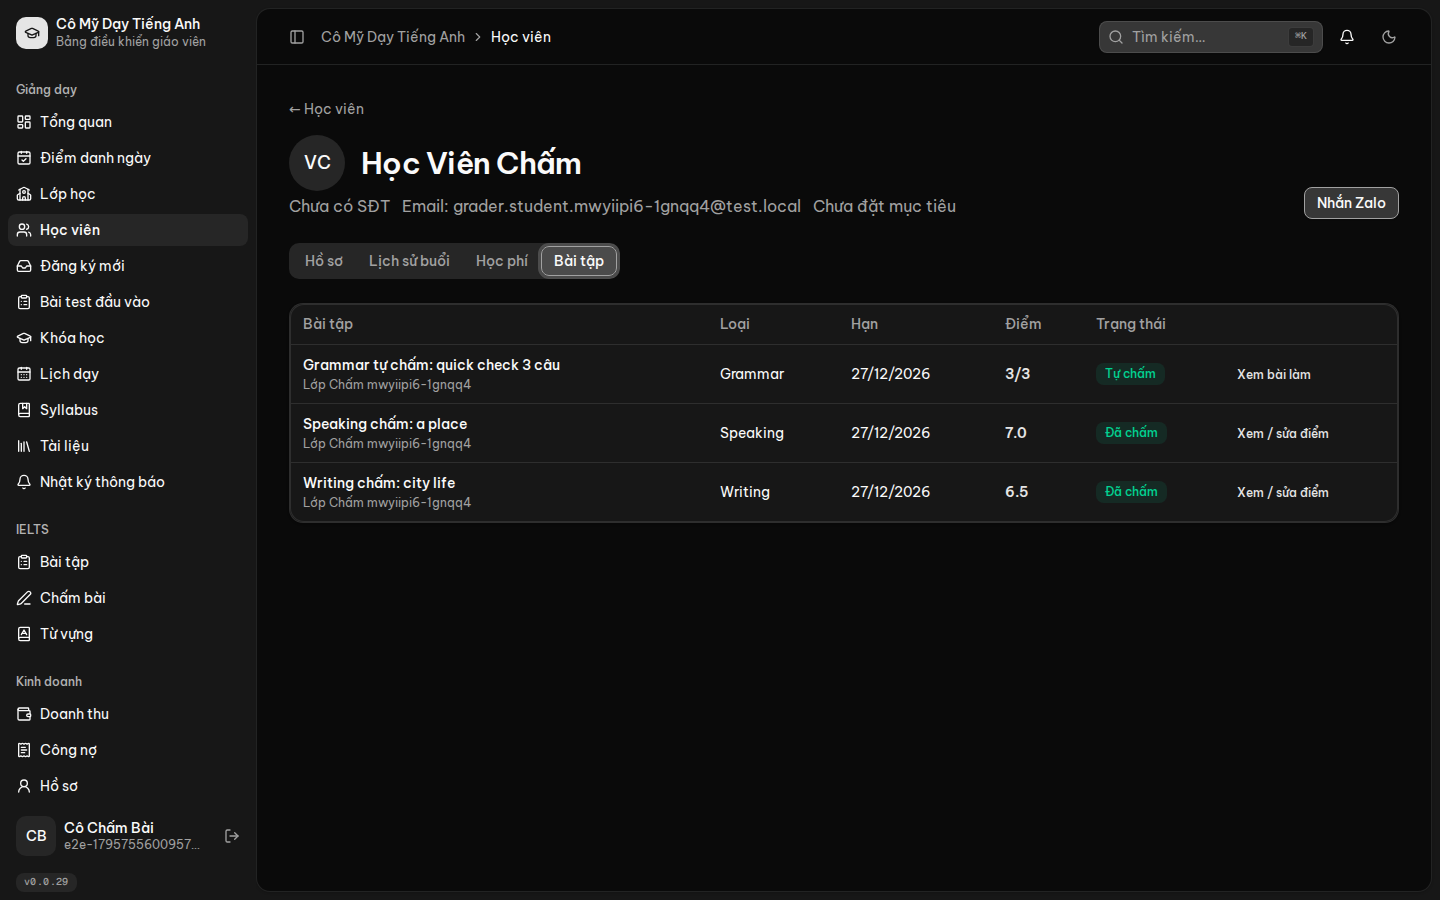 Cô Mỹ Dạy Tiếng Anh
Bảng điều khiển giáo viên
Giảng dạy
Tổng quan
Điểm danh ngày
Lớp học
Học viên
Đăng ký mới
Bài test đầu vào
Khóa học
Lịch dạy
Syllabus
Tài liệu
Nhật ký thông báo
IELTS
Bài tập
Chấm bài
Từ vựng
Kinh doanh
Doanh thu
Công nợ
Hồ sơ
CB
Cô Chấm Bài
e2e-1795755600957...
v0.0.29
Cô Mỹ Dạy Tiếng Anh > Học viên
Tìm kiếm... ⌘K
← Học viên
VC
Học Viên Chấm
Chưa có SĐT Email: grader.student.mwyiipi6-1gnqq4@test.local Chưa đặt mục tiêu
Nhắn Zalo
Hồ sơ Lịch sử buổi Học phí Bài tập
Bài tập Loại Hạn Điểm Trạng thái
Grammar tự chấm: quick check 3 câu
Lớp Chấm mwyiipi6-1gnqq4
Grammar 27/12/2026 3/3 Tự chấm Xem bài làm
Speaking chấm: a place
Lớp Chấm mwyiipi6-1gnqq4
Speaking 27/12/2026 7.0 Đã chấm Xem / sửa điểm
Writing chấm: city life
Lớp Chấm mwyiipi6-1gnqq4
Writing 27/12/2026 6.5 Đã chấm Xem / sửa điểm